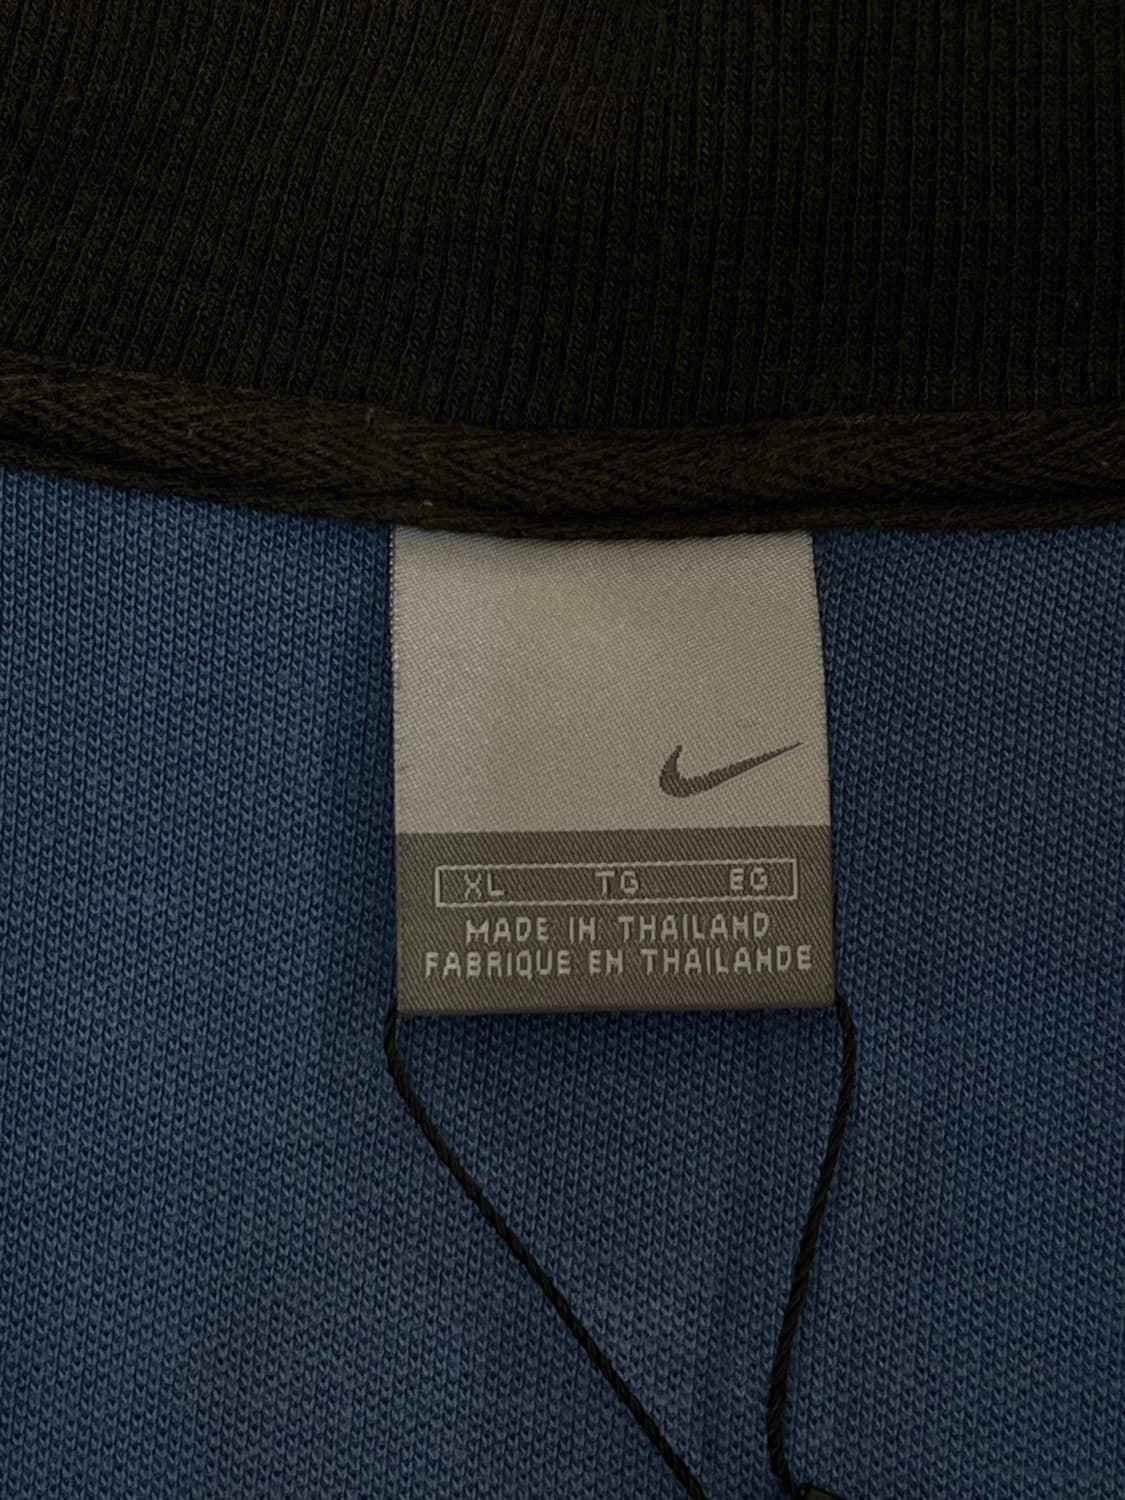 XL TG EG
MADE IN THAILAND
FABRIQUE EN THAILANDE